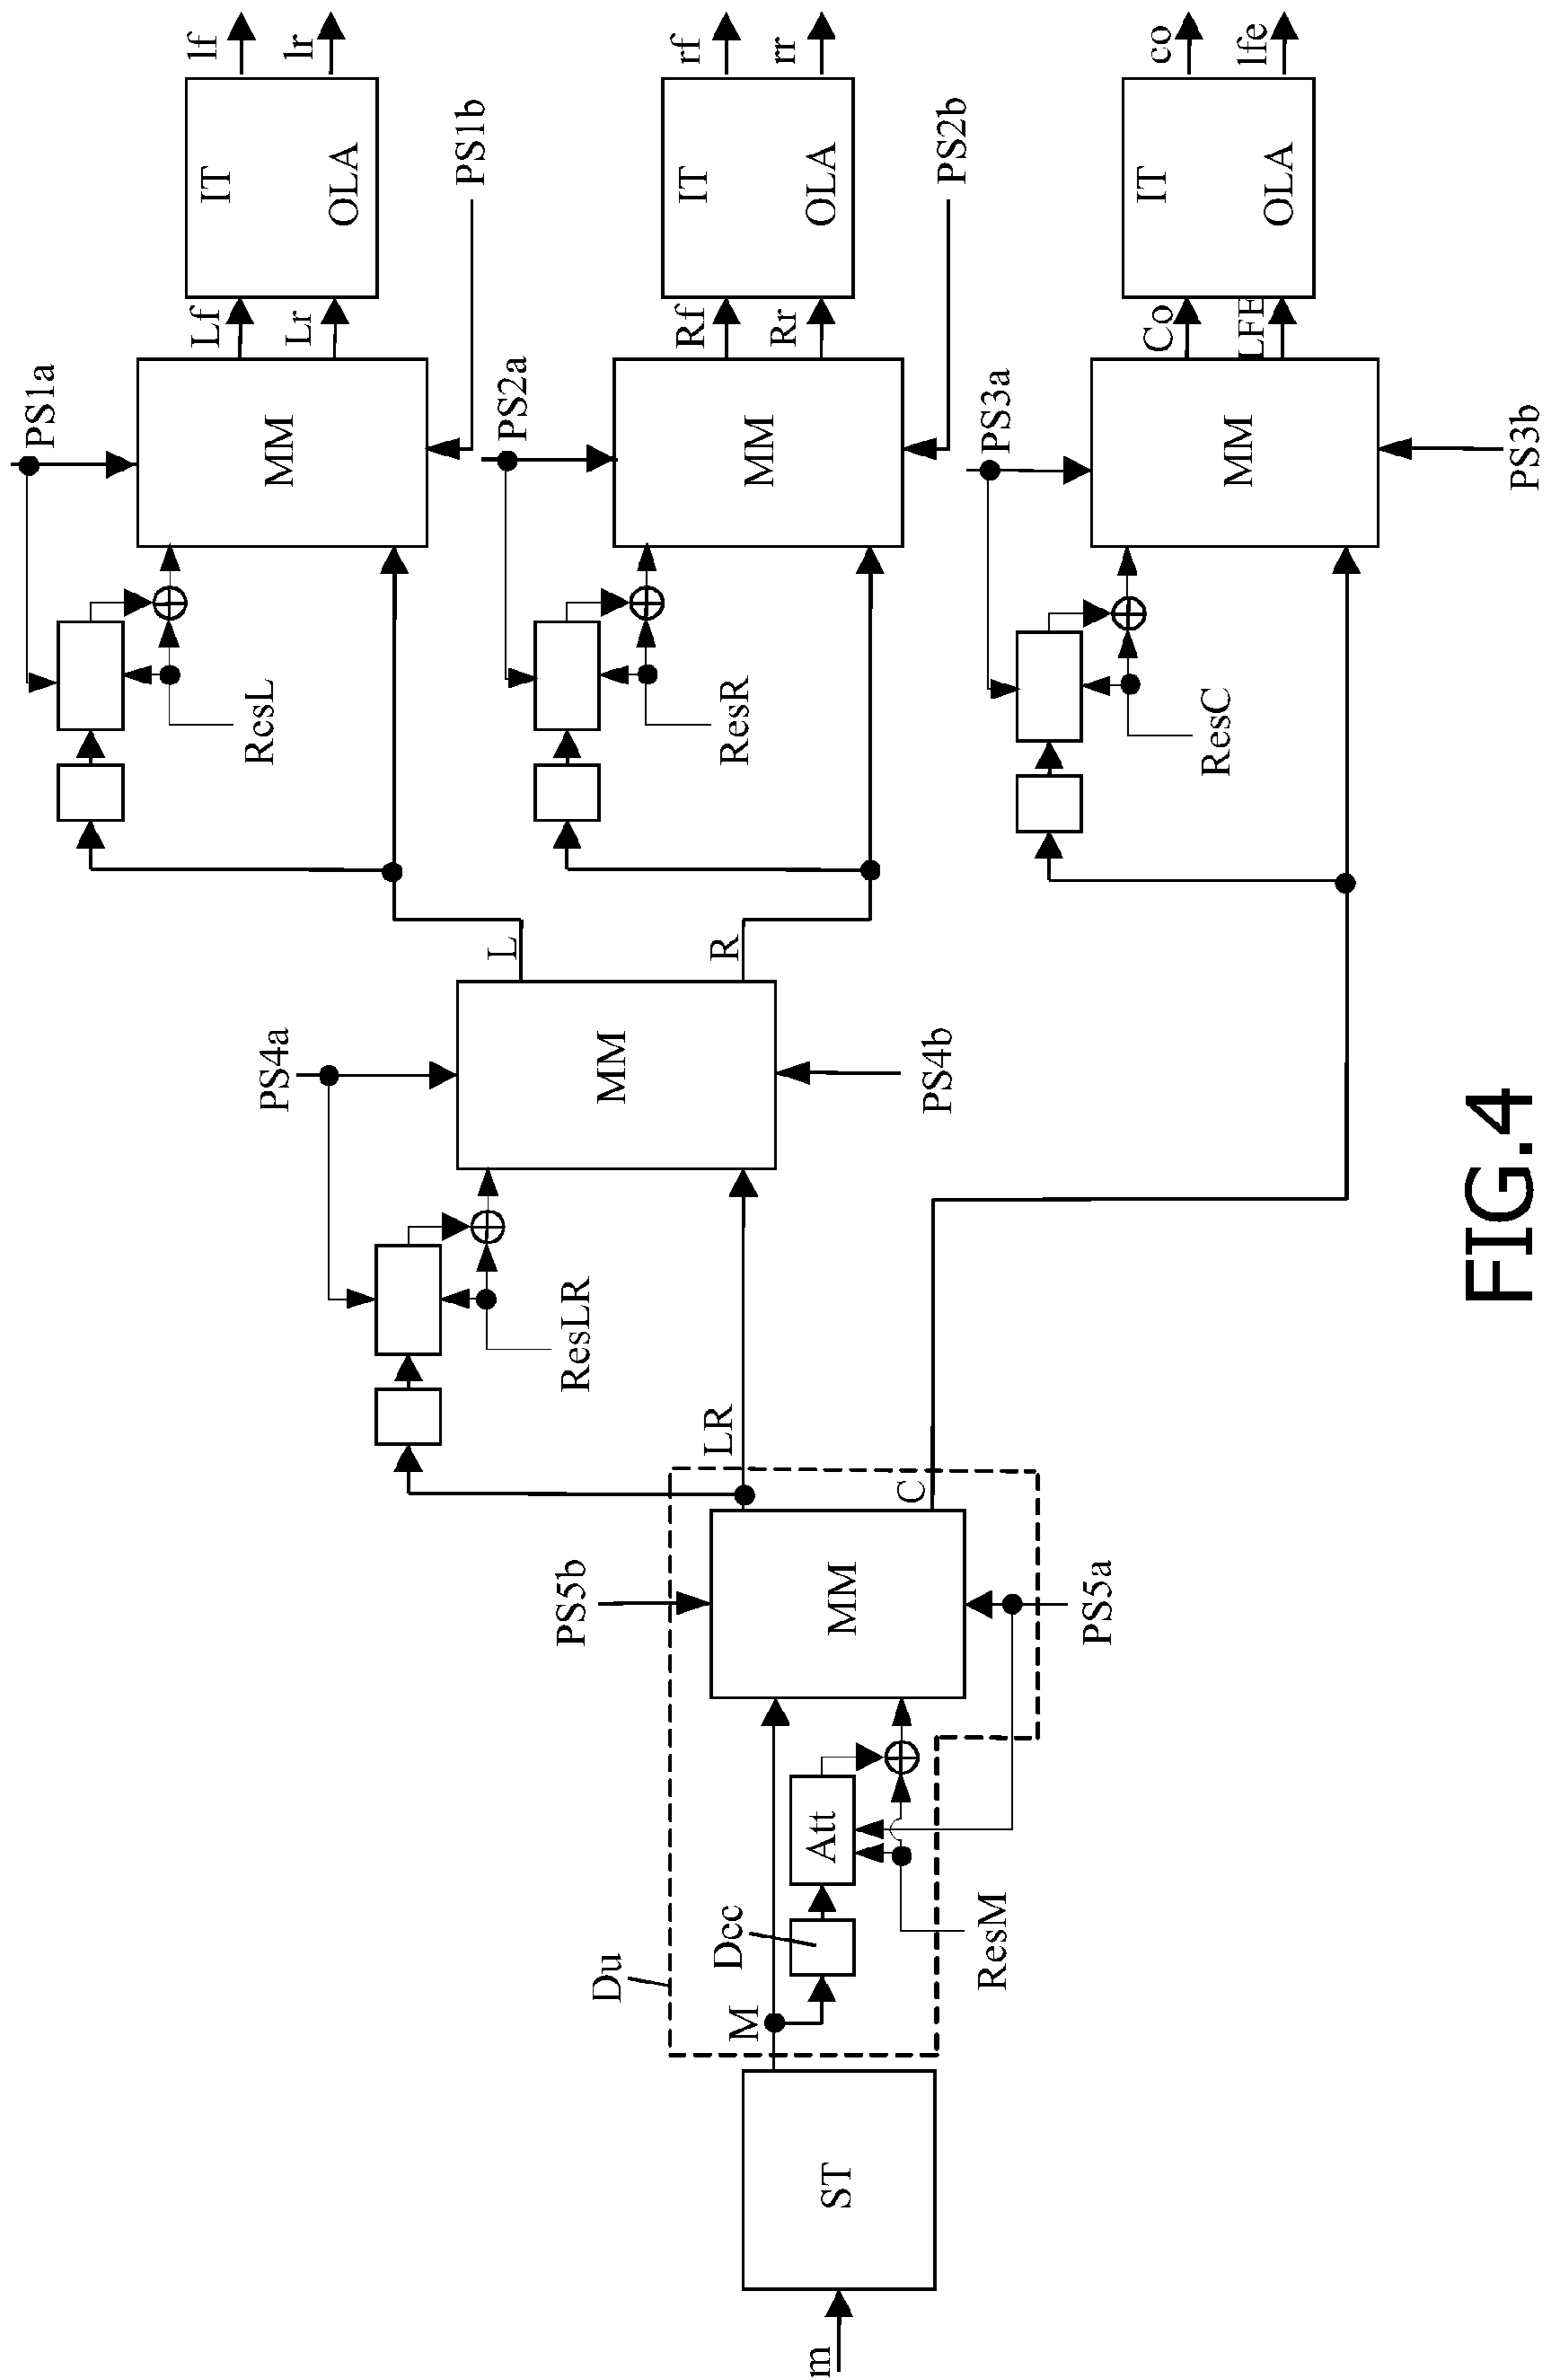 m
ST
M
Du
Dcc
Att
ResM
MM
PS5b
PS5a
LR
C
ResLR
PS4a
MM
PS4b
L
R
ResL
PS1a
MM
PS1b
Lf
Lr
IT
OLA
lf
lr
ResR
PS2a
MM
PS2b
Rf
Rr
IT
OLA
rf
rr
ResC
PS3a
MM
PS3b
Co
LFE
IT
OLA
co
lfe
FIG.4